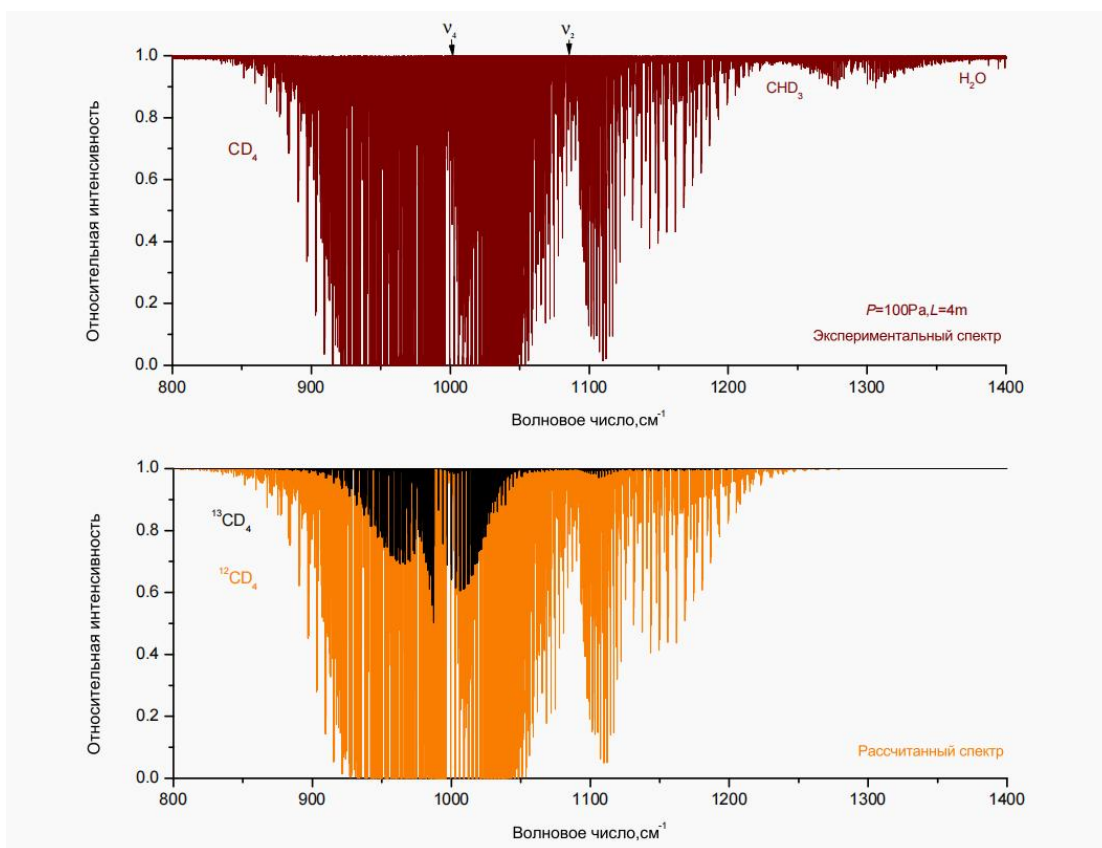 ν4 ν2
1.0
0.8
0.6
0.4
0.2
0.0
Относительная интенсивность
CD4
CHD3
H2O
P=100Pa,L=4m
Экспериментальный спектр
800 900 1000 1100 1200 1300 1400
Волновое число,см-1
1.0
0.8
0.6
0.4
0.2
0.0
Относительная интенсивность
13CD4
12CD4
Рассчитанный спектр
800 900 1000 1100 1200 1300 1400
Волновое число,см-1